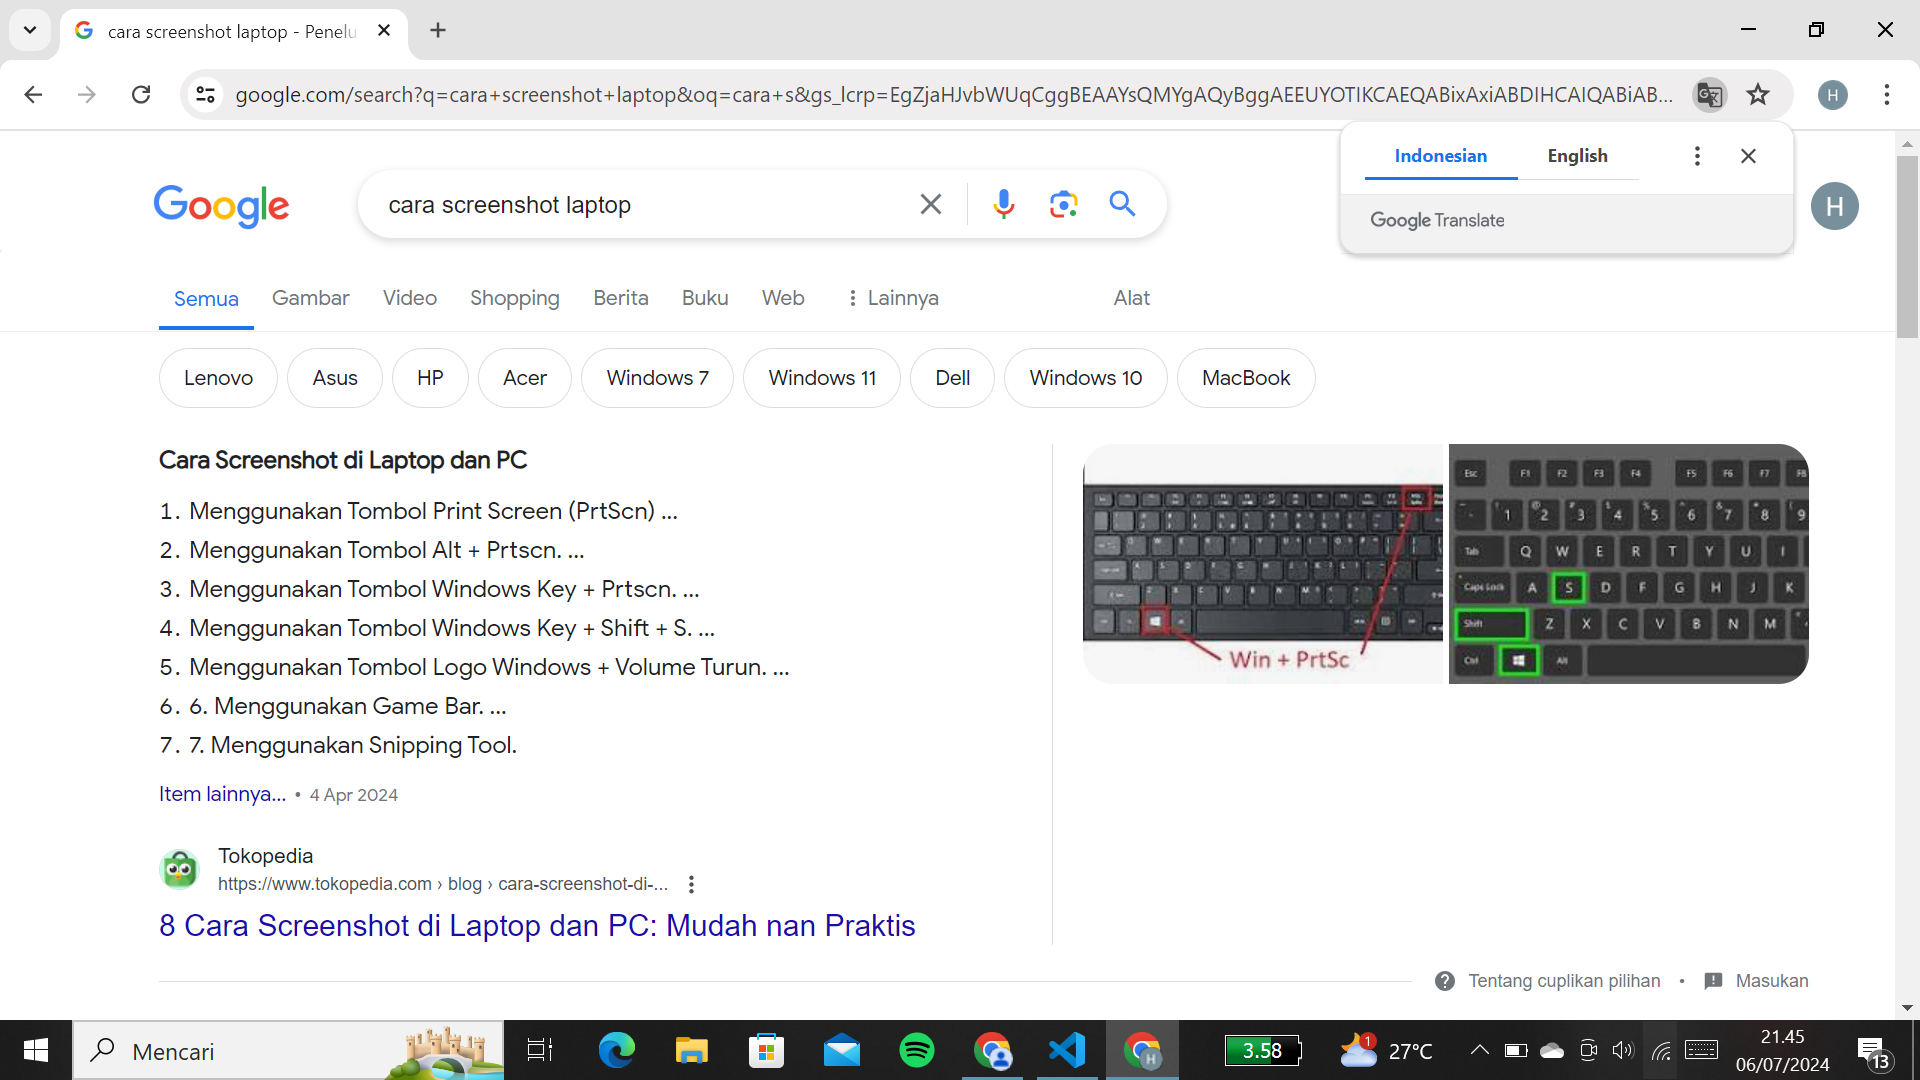 cara screenshot laptop - Penelu
google.com/search?q=cara+screenshot+laptop&oq=cara+s&gs_lcrp=EgZjaHJvbWUqCggBEAAYsQMYgAQyBggAEEUYOTIKCAEQABixAxiABDIHCAIQABiAB...
H
Indonesian English
Google Translate
Google
cara screenshot laptop
H
Semua Gambar Video Shopping Berita Buku Web Lainnya Alat
Lenovo Asus HP Acer Windows 7 Windows 11 Dell Windows 10 MacBook
Cara Screenshot di Laptop dan PC
1. Menggunakan Tombol Print Screen (PrtScn) ...
2. Menggunakan Tombol Alt + Prtscn. ...
3. Menggunakan Tombol Windows Key + Prtscn. ...
4. Menggunakan Tombol Windows Key + Shift + S. ...
5. Menggunakan Tombol Logo Windows + Volume Turun. ...
6. 6. Menggunakan Game Bar. ...
7. 7. Menggunakan Snipping Tool.
Item lainnya... • 4 Apr 2024
Win + PrtSc
Esc F1 F2 F3 F4 F5 F6 F7 F8
1 2 3 4 5 6 7 8 9
Tab Q W E R T Y U I
Caps Lock A S D F G H J K
Shift Z X C V B N M
Ctrl Alt
Tokopedia
https://www.tokopedia.com › blog › cara-screenshot-di-...
8 Cara Screenshot di Laptop dan PC: Mudah nan Praktis
Tentang cuplikan pilihan • Masukan
Mencari
H
3.58
1
27°C
21.45
06/07/2024
13